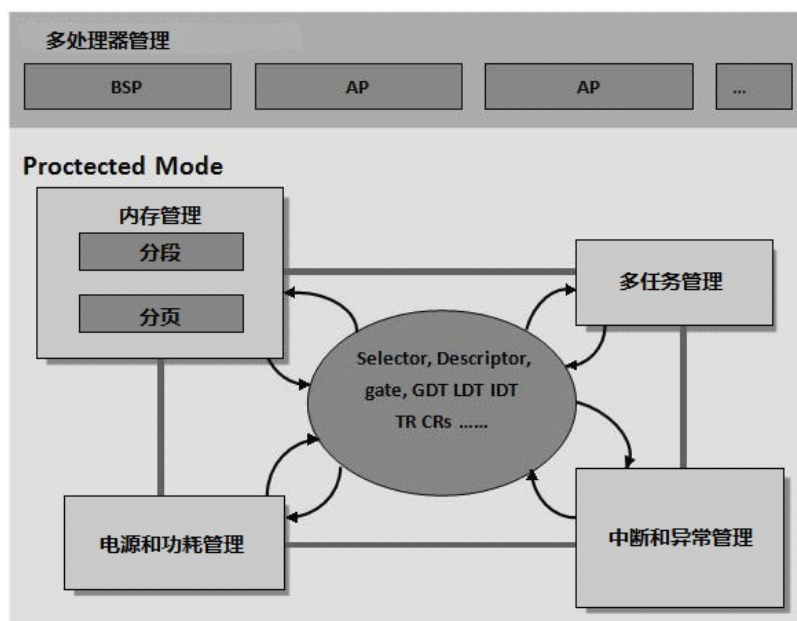 多处理器管理
BSP
AP
AP
...
Proctected Mode
内存管理
分段
分页
多任务管理
Selector, Descriptor,
gate, GDT LDT IDT
TR CRs ......
电源和功耗管理
中断和异常管理